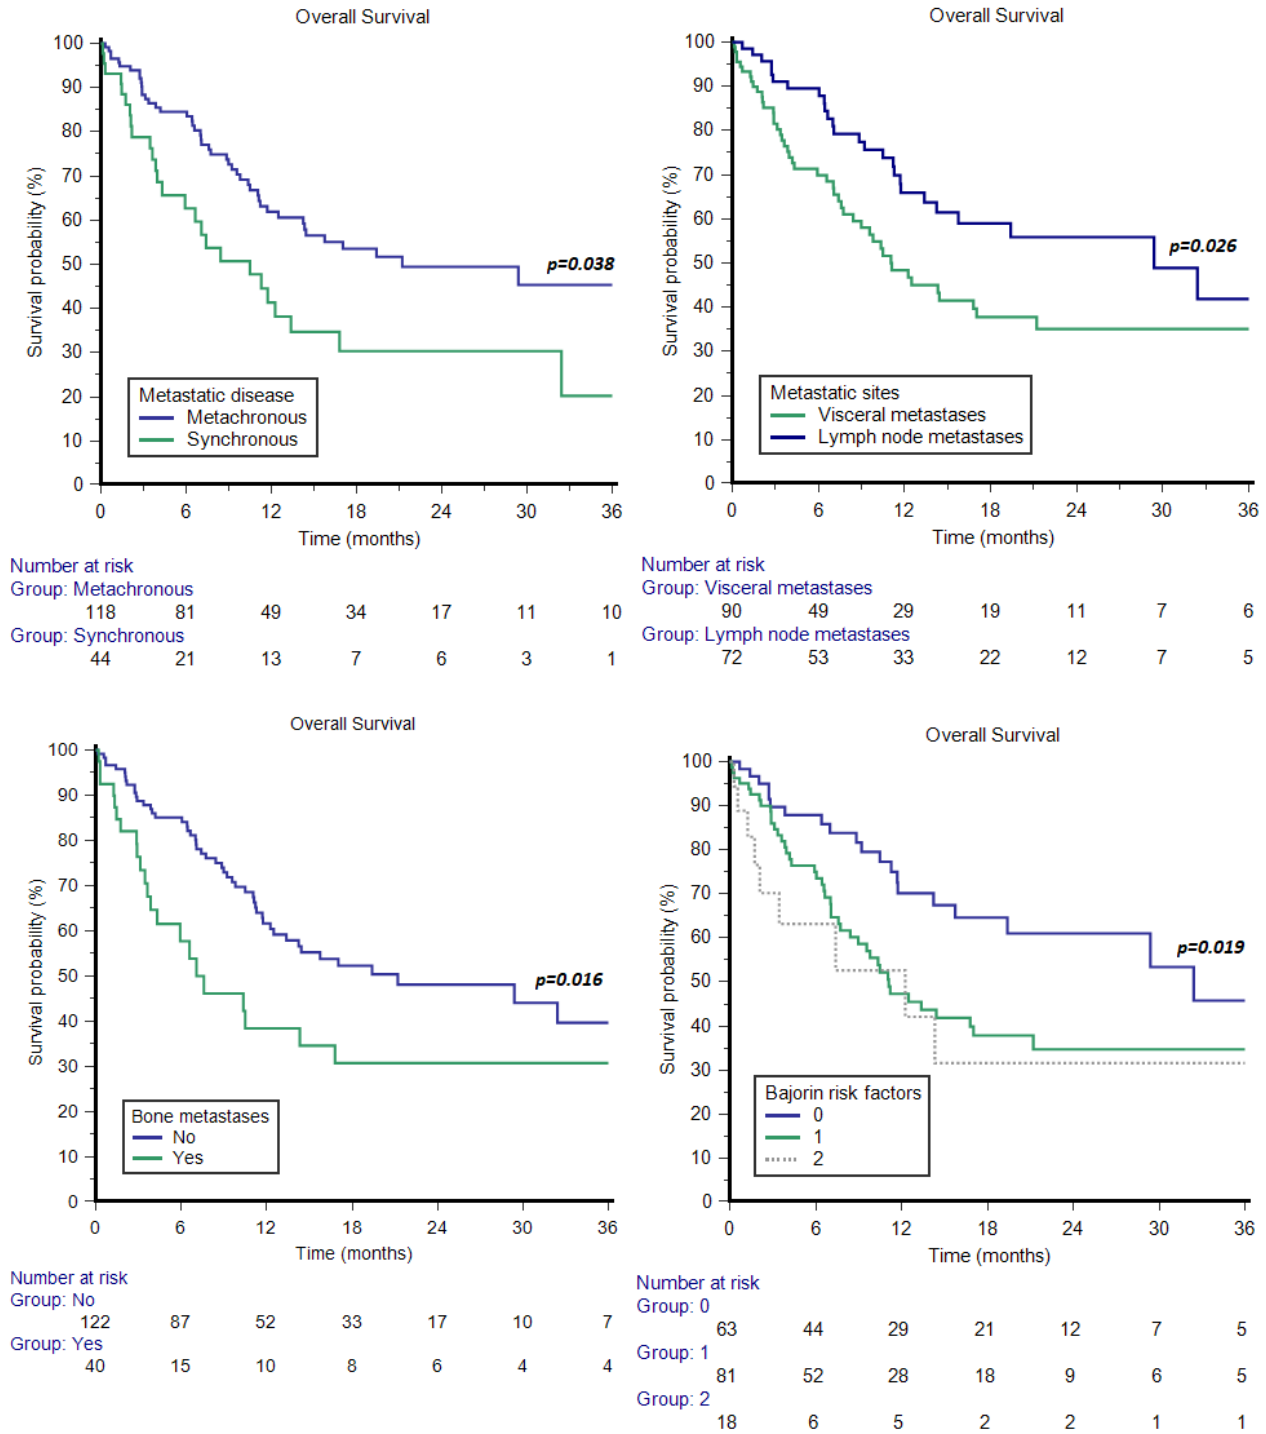 Overall Survival
100
90
80
70
60
50
40
30
20
10
0
Survival probability (%)
p=0.038
Metastatic disease
Metachronous
Synchronous
0 6 12 18 24 30 36
Time (months)
Number at risk
Group: Metachronous
118 81 49 34 17 11 10
Group: Synchronous
44 21 13 7 6 3 1
Overall Survival
100
90
80
70
60
50
40
30
20
10
0
Survival probability (%)
p=0.026
Metastatic sites
Visceral metastases
Lymph node metastases
0 6 12 18 24 30 36
Time (months)
Number at risk
Group: Visceral metastases
90 49 29 19 11 7 6
Group: Lymph node metastases
72 53 33 22 12 7 5
Overall Survival
100
90
80
70
60
50
40
30
20
10
0
Survival probability (%)
p=0.016
Bone metastases
No
Yes
0 6 12 18 24 30 36
Time (months)
Number at risk
Group: No
122 87 52 33 17 10 7
Group: Yes
40 15 10 8 6 4 4
Overall Survival
100
90
80
70
60
50
40
30
20
10
0
Survival probability (%)
p=0.019
Bajorin risk factors
0
1
2
0 6 12 18 24 30 36
Time (months)
Number at risk
Group: 0
63 44 29 21 12 7 5
Group: 1
81 52 28 18 9 6 5
Group: 2
18 6 5 2 2 1 1